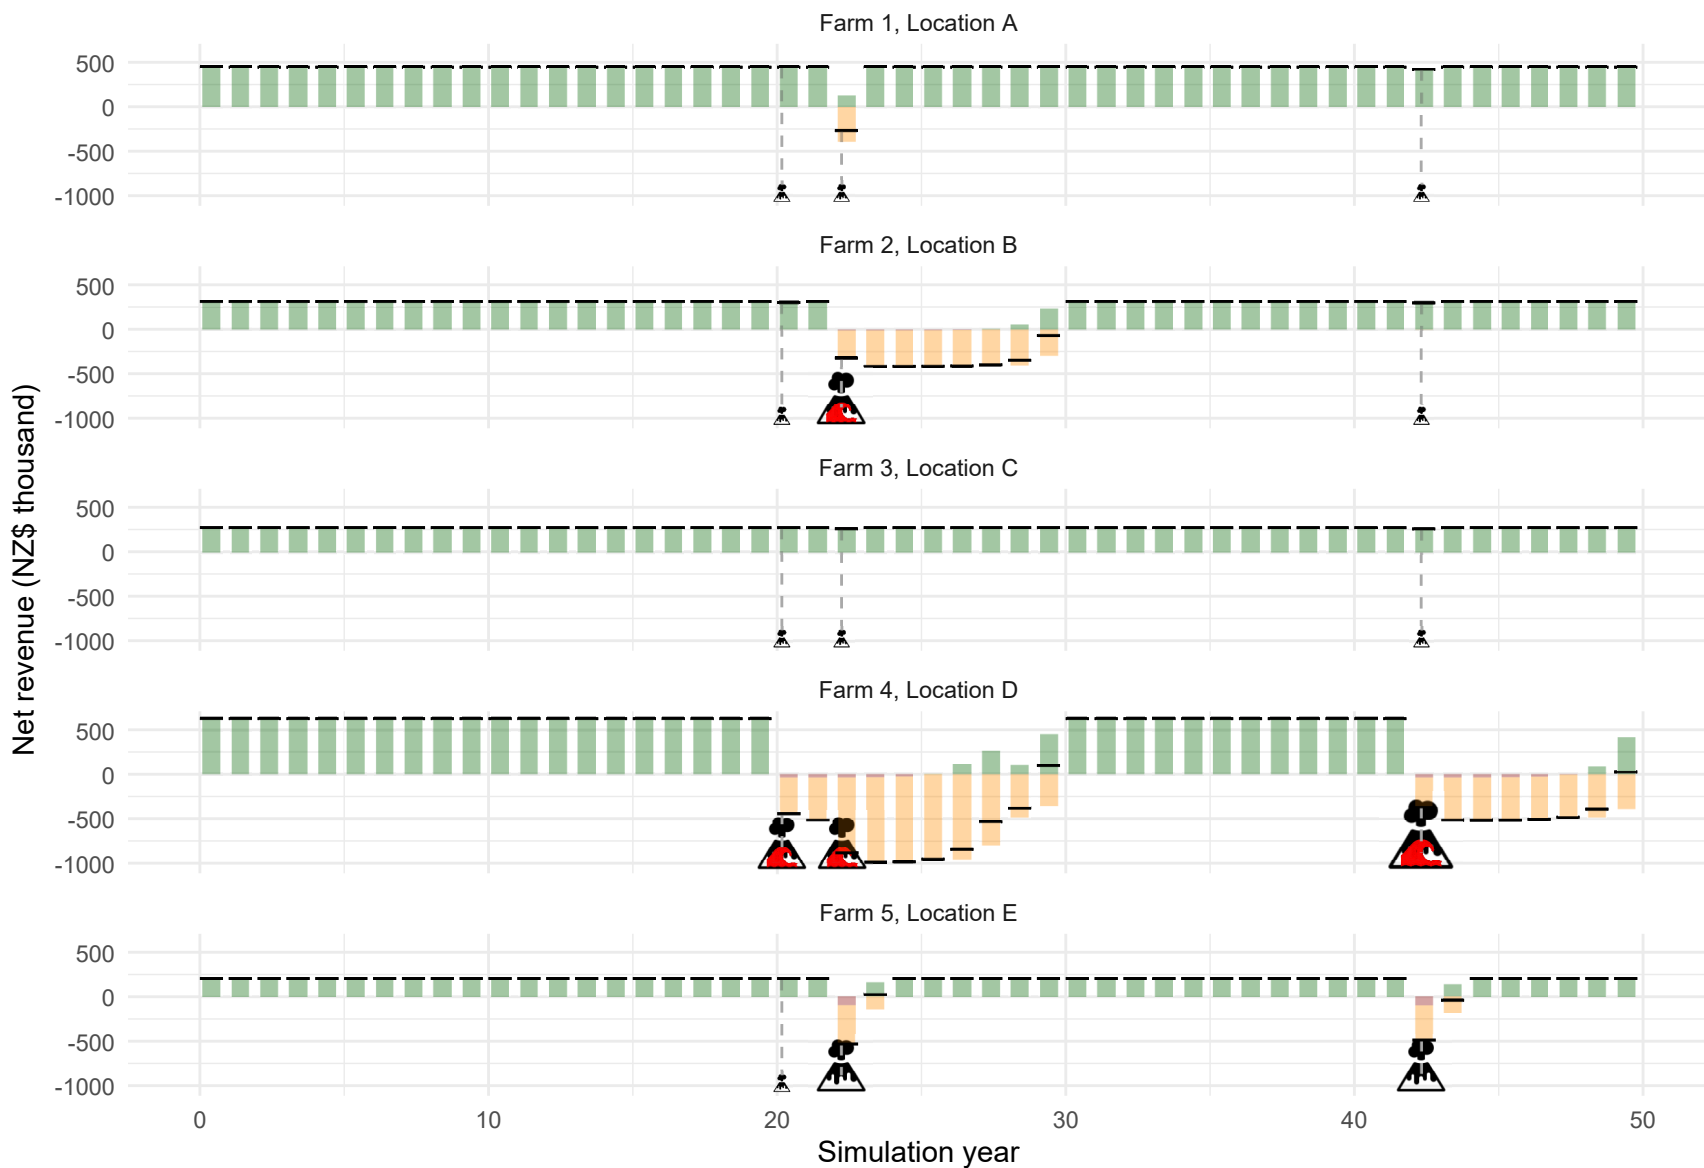 Farm 1, Location A
500
0
-500
-1000
Farm 2, Location B
500
0
-500
-1000
Farm 3, Location C
500
0
-500
-1000
Farm 4, Location D
500
0
-500
-1000
Farm 5, Location E
500
0
-500
-1000
0 10 20 30 40 50
Simulation year
Net revenue (NZ$ thousand)